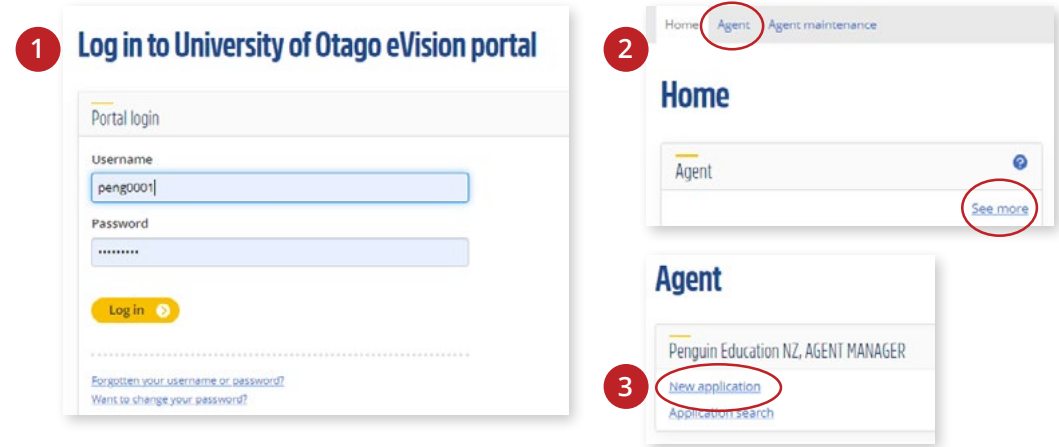 1
Log in to University of Otago eVision portal
Portal login
Username
peng0001
Password
•••••••••
Log in
Forgotten your username or password?
Want to change your password?
2
Home Agent Agent maintenance
Home
Agent
?
See more
Agent
Penguin Education NZ, AGENT MANAGER
3
New application
Application search